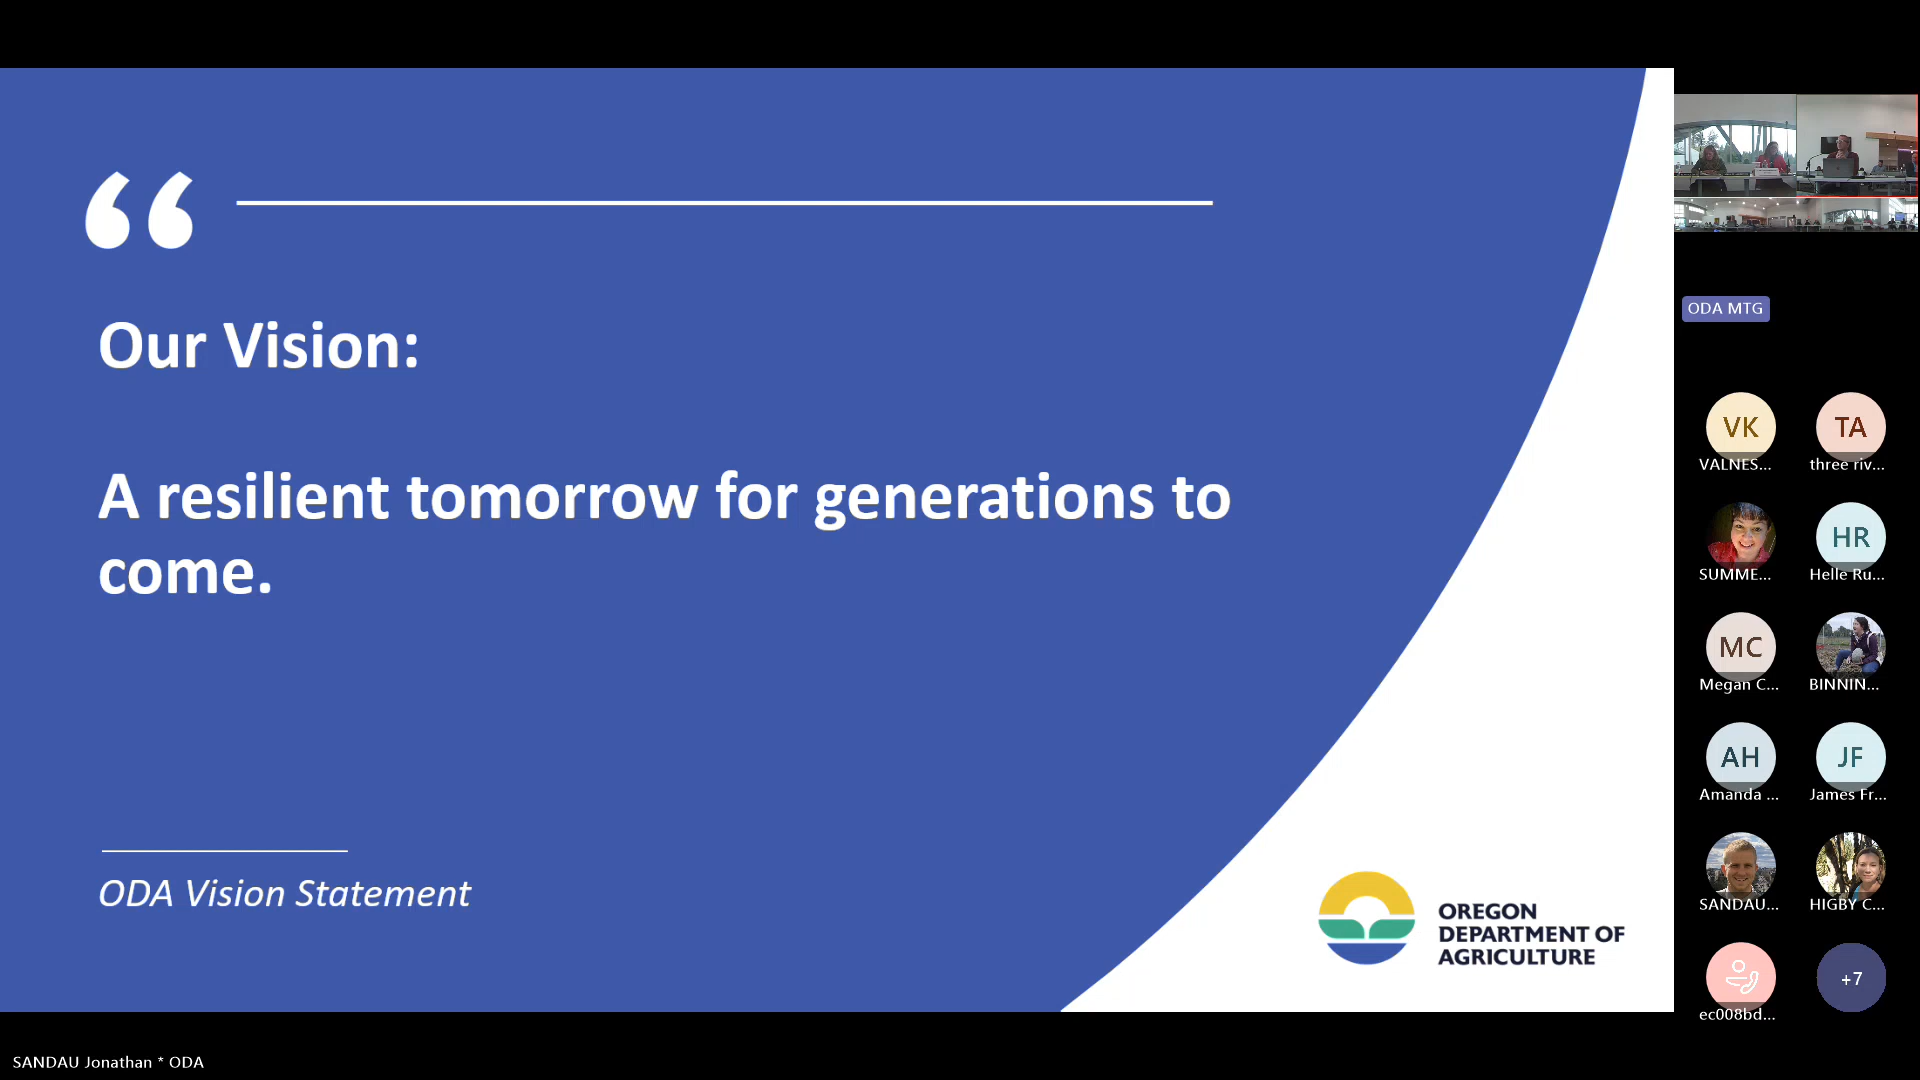 “
Our Vision:
A resilient tomorrow for generations to
come.
ODA Vision Statement
OREGON
DEPARTMENT OF
AGRICULTURE
ODA MTG
VK
VALNES...
TA
three riv...
SUMME...
HR
Helle Ru...
MC
Megan C...
BINNIN...
AH
Amanda ...
JF
James Fr...
SANDAU...
HIGBY C...
ec008bd...
+7
SANDAU Jonathan * ODA